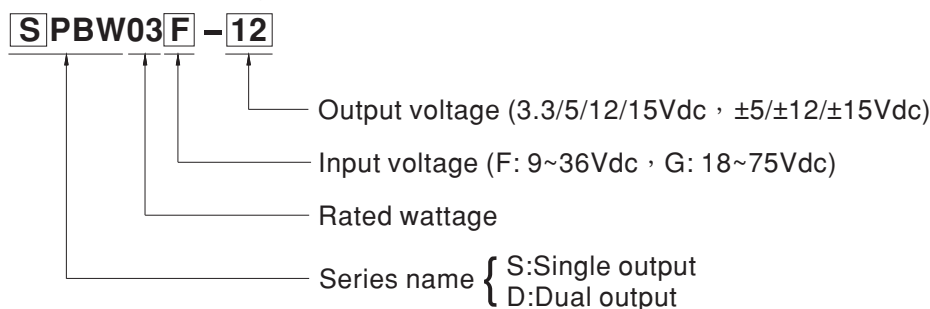 SPBW03F-12
Output voltage (3.3/5/12/15Vdc，±5/±12/±15Vdc)
Input voltage (F: 9~36Vdc，G: 18~75Vdc)
Rated wattage
Series name { S:Single output
D:Dual output